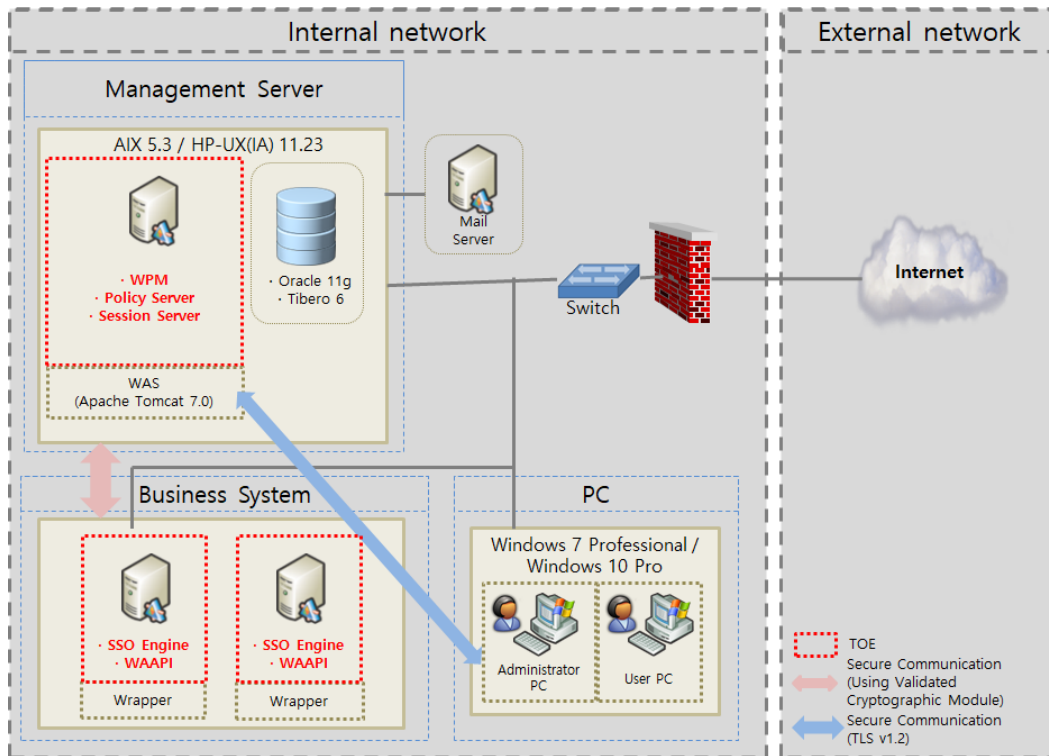 Internal network
External network
Management Server
AIX 5.3 / HP-UX(IA) 11.23
· WPM
· Policy Server
· Session Server
· Oracle 11g
· Tibero 6
WAS
(Apache Tomcat 7.0)
Mail
Server
Switch
Internet
Business System
· SSO Engine
· WAAPI
Wrapper
· SSO Engine
· WAAPI
Wrapper
PC
Windows 7 Professional /
Windows 10 Pro
Administrator
PC
User PC
TOE
Secure Communication
(Using Validated
Cryptographic Module)
Secure Communication
(TLS v1.2)